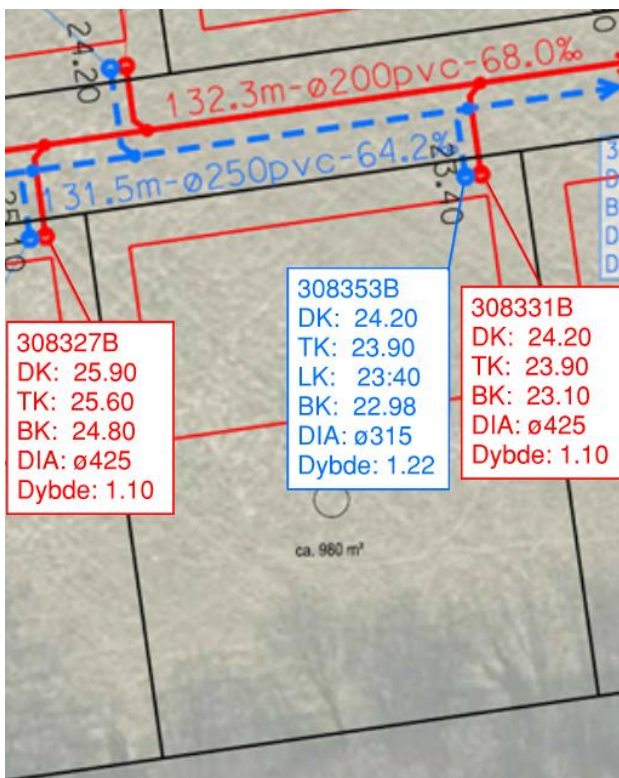 24.20
132.3m-ø200pvc-68.0‰
131.5m-ø250pvc-64.2‰
23.40
25.10
308327B
DK: 25.90
TK: 25.60
BK: 24.80
DIA: ø425
Dybde: 1.10
308353B
DK: 24.20
TK: 23.90
LK: 23:40
BK: 22.98
DIA: ø315
Dybde: 1.22
308331B
DK: 24.20
TK: 23.90
BK: 23.10
DIA: ø425
Dybde: 1.10
3
D
B
D
D
ca. 980 m²